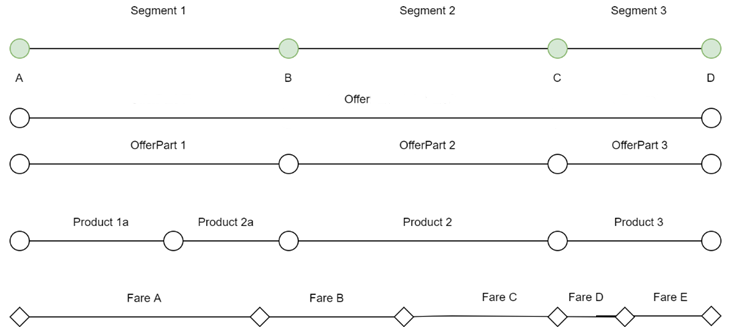 Segment 1 Segment 2 Segment 3
A B C D
Offer
OfferPart 1 OfferPart 2 OfferPart 3
Product 1a Product 2a Product 2 Product 3
Fare A Fare B Fare C Fare D Fare E